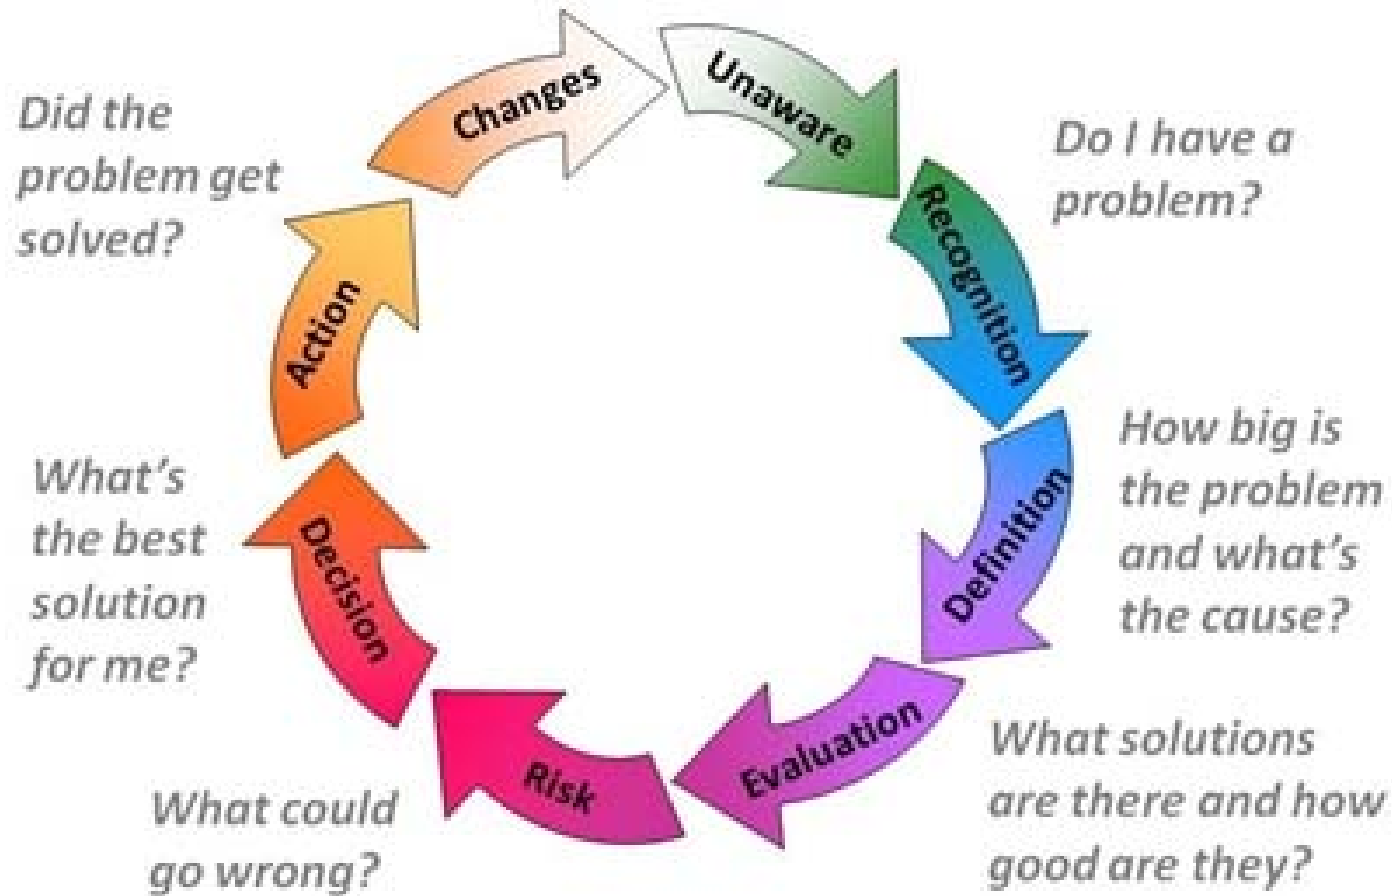 Changes
Unaware
Did the
problem get
solved?
Do I have a
problem?
Recognition
Action
How big is
the problem
and what's
the cause?
Definition
What's
the best
solution
for me?
Decision
Evaluation
What solutions
are there and how
good are they?
Risk
What could
go wrong?